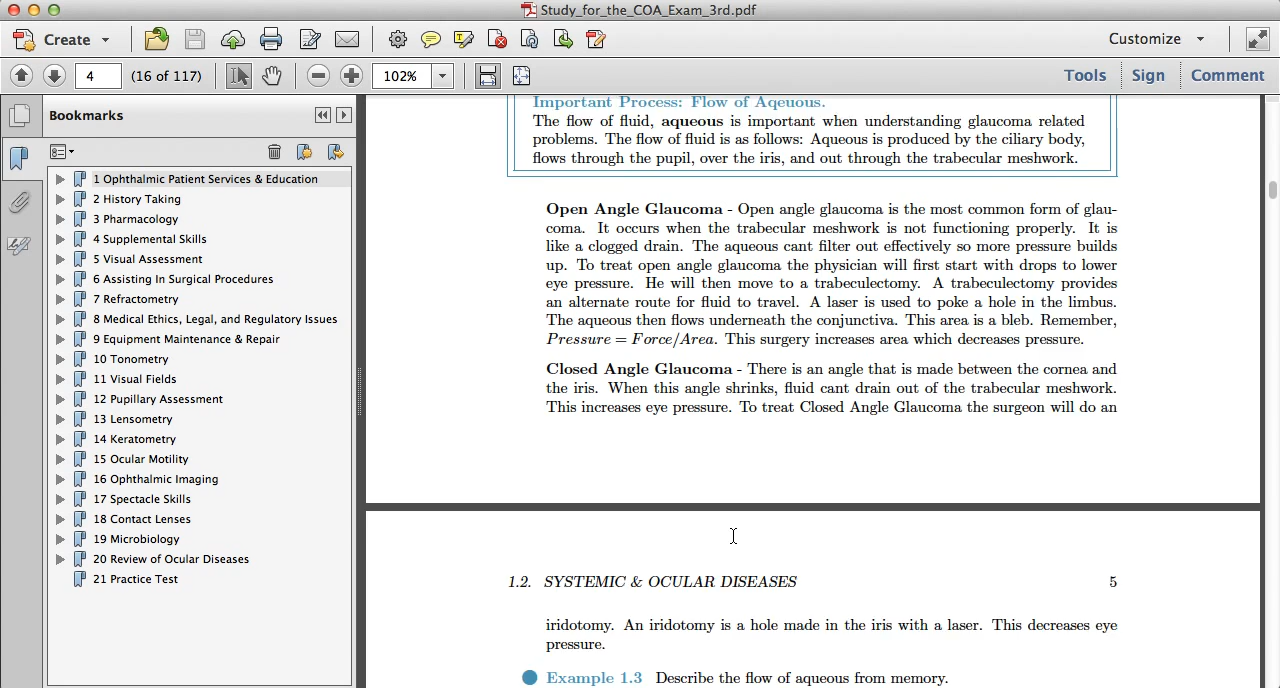 Study_for_the_COA_Exam_3rd.pdf
Create
Customize
4
(16 of 117)
102%
Tools
Sign
Comment
Bookmarks
1 Ophthalmic Patient Services & Education
2 History Taking
3 Pharmacology
4 Supplemental Skills
5 Visual Assessment
6 Assisting In Surgical Procedures
7 Refractometry
8 Medical Ethics, Legal, and Regulatory Issues
9 Equipment Maintenance & Repair
10 Tonometry
11 Visual Fields
12 Pupillary Assessment
13 Lensometry
14 Keratometry
15 Ocular Motility
16 Ophthalmic Imaging
17 Spectacle Skills
18 Contact Lenses
19 Microbiology
20 Review of Ocular Diseases
21 Practice Test
Important Process: Flow of Aqeuous.
The flow of fluid, aqueous is important when understanding glaucoma related
problems. The flow of fluid is as follows: Aqueous is produced by the ciliary body,
flows through the pupil, over the iris, and out through the trabecular meshwork.
Open Angle Glaucoma - Open angle glaucoma is the most common form of glau-
coma. It occurs when the trabecular meshwork is not functioning properly. It is
like a clogged drain. The aqueous cant filter out effectively so more pressure builds
up. To treat open angle glaucoma the physician will first start with drops to lower
eye pressure. He will then move to a trabeculectomy. A trabeculectomy provides
an alternate route for fluid to travel. A laser is used to poke a hole in the limbus.
The aqueous then flows underneath the conjunctiva. This area is a bleb. Remember,
Pressure = Force/Area. This surgery increases area which decreases pressure.
Closed Angle Glaucoma - There is an angle that is made between the cornea and
the iris. When this angle shrinks, fluid cant drain out of the trabecular meshwork.
This increases eye pressure. To treat Closed Angle Glaucoma the surgeon will do an
1.2. SYSTEMIC & OCULAR DISEASES 5
iridotomy. An iridotomy is a hole made in the iris with a laser. This decreases eye
pressure.
Example 1.3 Describe the flow of aqueous from memory.